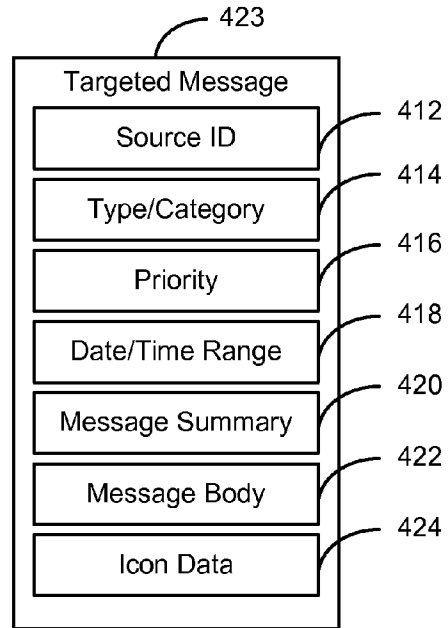 423
Targeted Message
Source ID
412
Type/Category
414
Priority
416
Date/Time Range
418
Message Summary
420
Message Body
422
Icon Data
424